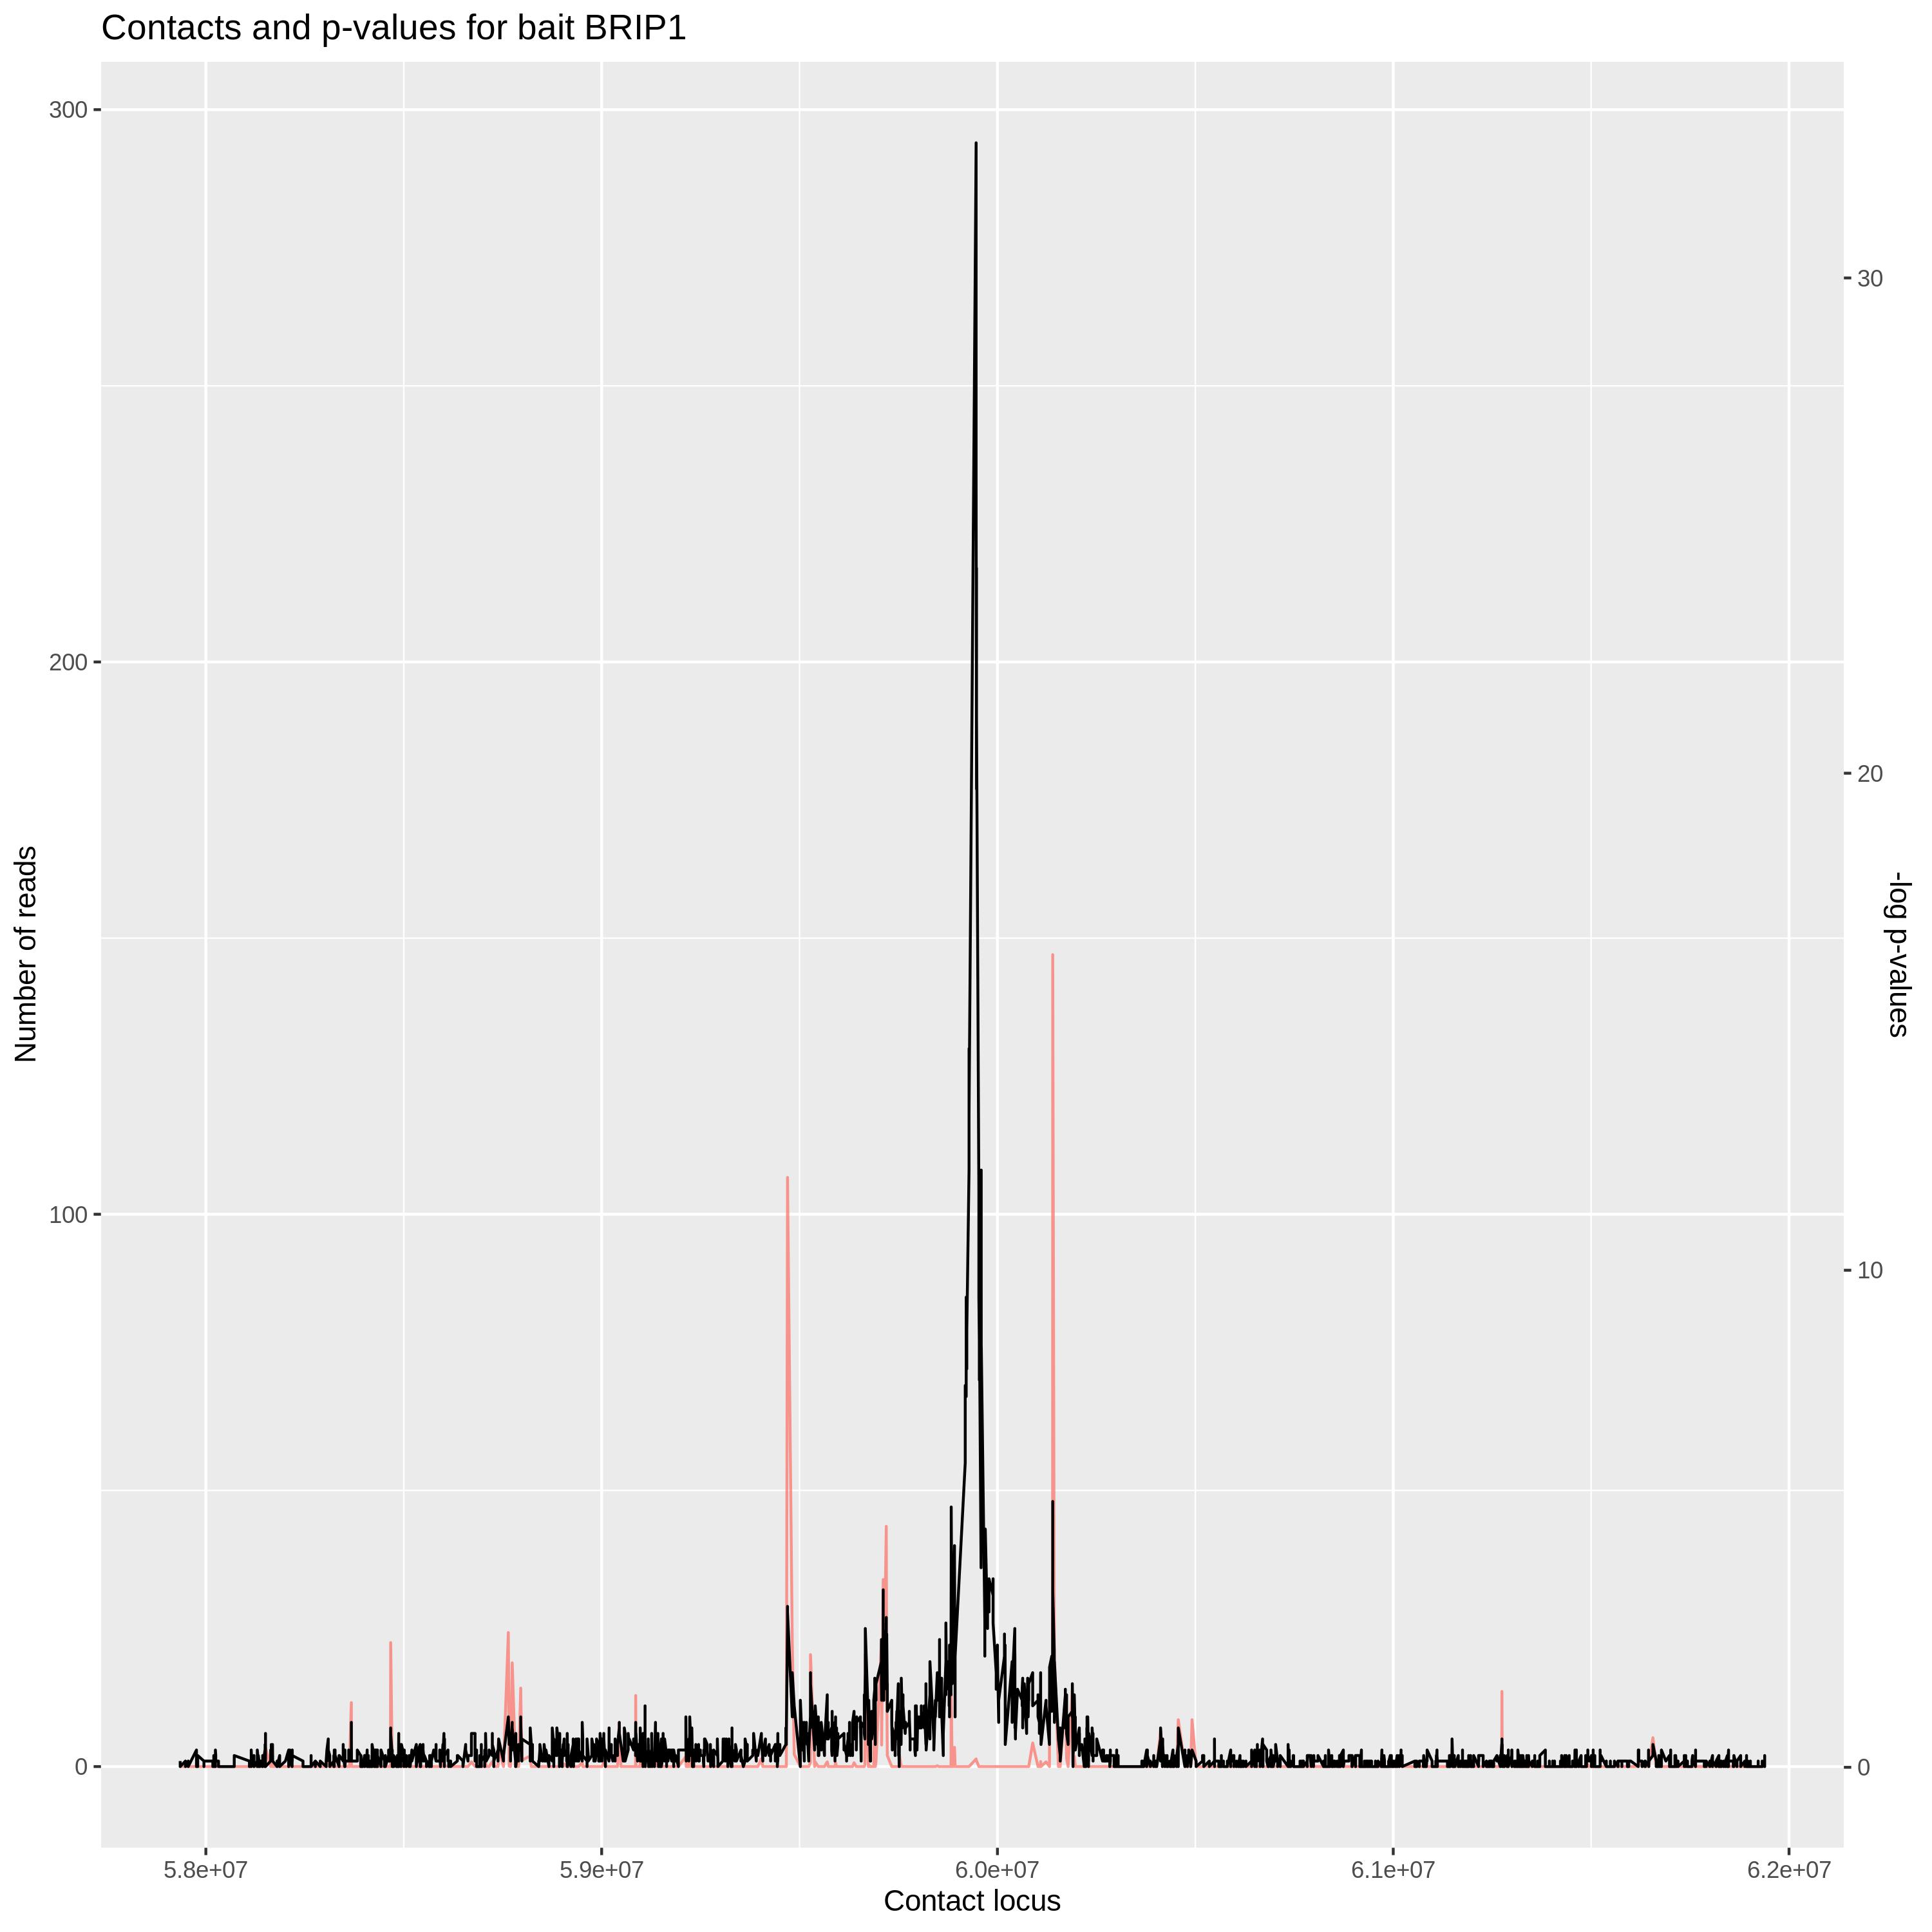 Contacts and p-values for bait BRIP1
300
200
100
0
Number of reads
30
20
10
0
-log p-values
5.8e+07
5.9e+07
6.0e+07
6.1e+07
6.2e+07
Contact locus